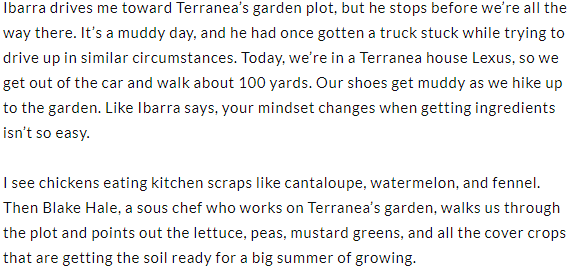 Ibarra drives me toward Terranea's garden plot, but he stops before we're all the
way there. It's a muddy day, and he had once gotten a truck stuck while trying to
drive up in similar circumstances. Today, we're in a Terranea house Lexus, so we
get out of the car and walk about 100 yards. Our shoes get muddy as we hike up
to the garden. Like Ibarra says, your mindset changes when getting ingredients
isn't so easy.
I see chickens eating kitchen scraps like cantaloupe, watermelon, and fennel.
Then Blake Hale, a sous chef who works on Terranea's garden, walks us through
the plot and points out the lettuce, peas, mustard greens, and all the cover crops
that are getting the soil ready for a big summer of growing.